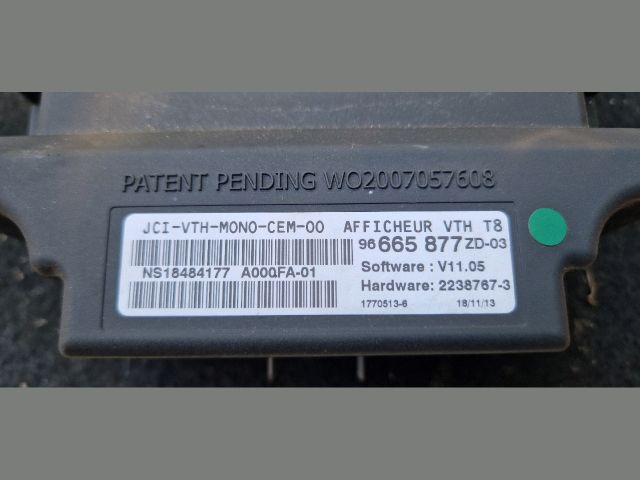 PATENT PENDING WO2007057608
JCI-VTH-MONO-CEM-00 AFFICHEUR VTH T8
96 665 877 ZD-03
NS18484177 A000FA-01
Software : V11.05
Hardware: 2238767-3
1770513-6 18/11/13